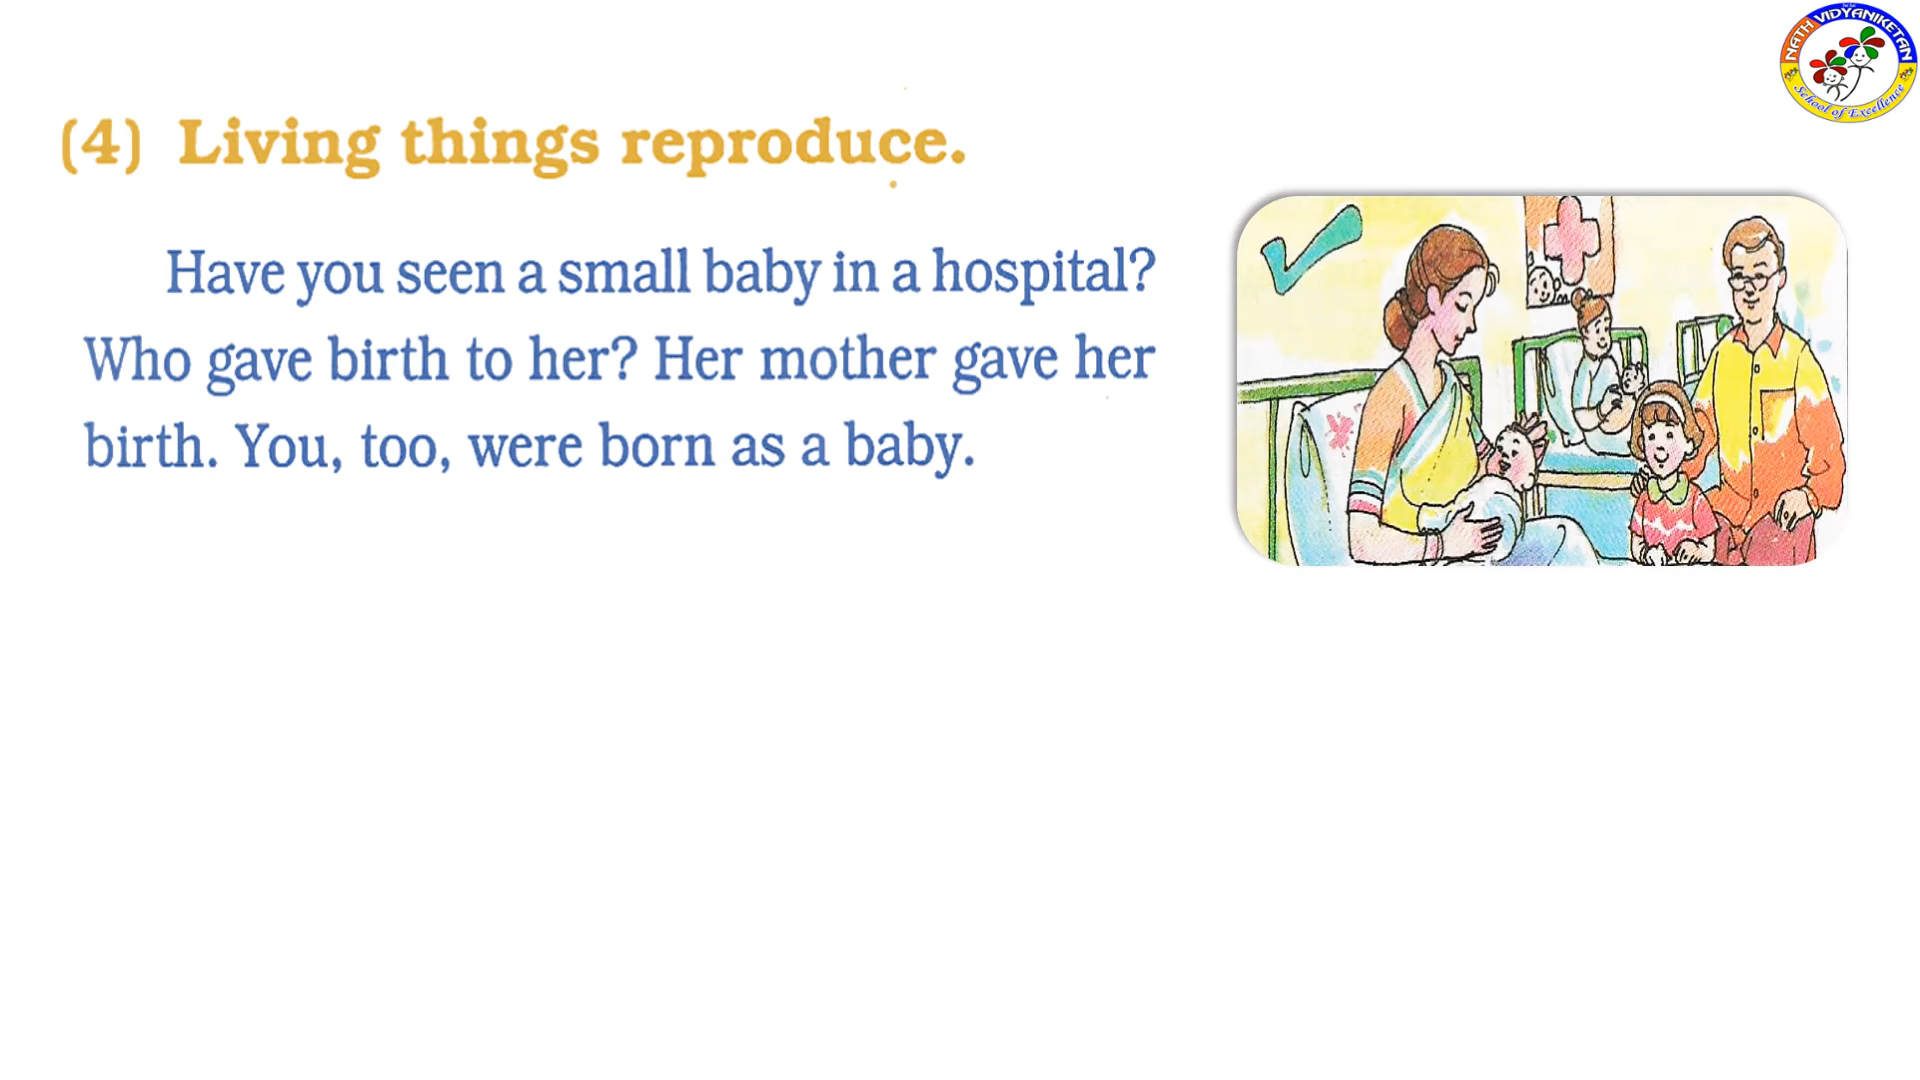 NATH VIDYANIKETAN
School of Excellence
(4) Living things reproduce.
Have you seen a small baby in a hospital?
Who gave birth to her? Her mother gave her
birth. You, too, were born as a baby.